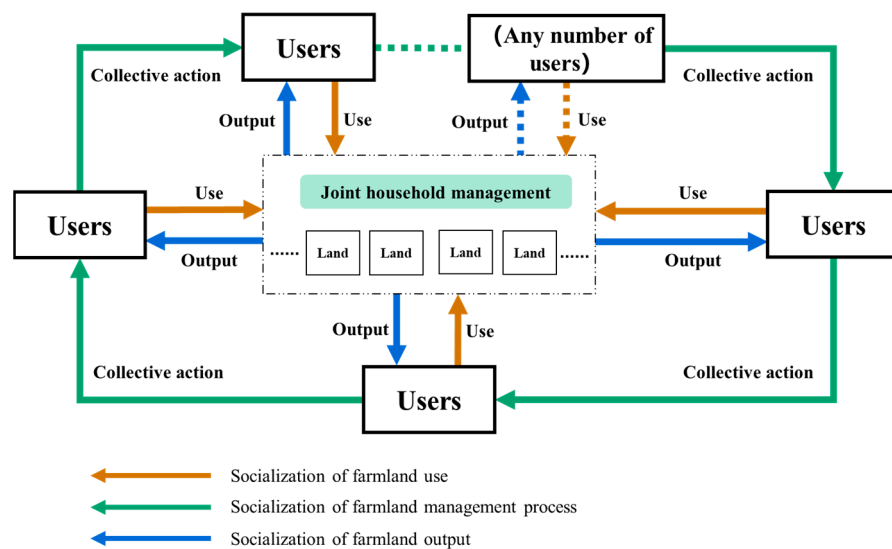 Users
（Any number of
users）
Collective action
Collective action
Output
Use
Output
Use
Joint household management
Use
Use
Users
Users
Output
Output
...... Land Land Land Land ......
Output
Use
Collective action
Collective action
Users
Socialization of farmland use
Socialization of farmland management process
Socialization of farmland output